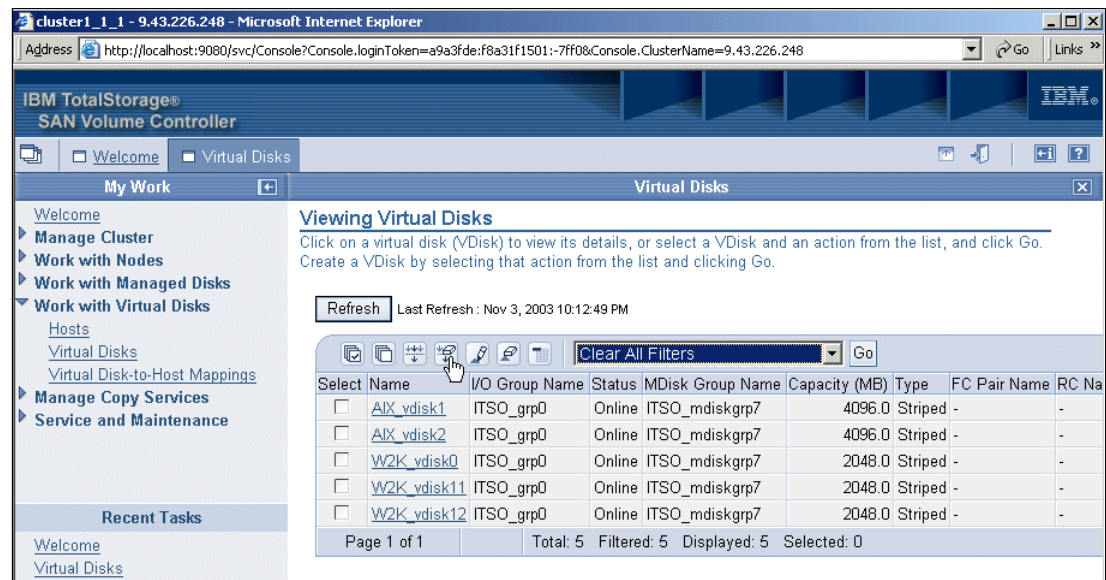 cluster1_1_1 - 9.43.226.248 - Microsoft Internet Explorer
Address http://localhost:9080/svc/Console?Console.loginToken=a9a3fde:f8a31f1501:-7ff0&Console.ClusterName=9.43.226.248 Go Links »
IBM TotalStorage®
SAN Volume Controller
IBM®
Welcome Virtual Disks
My Work
Virtual Disks
Welcome
Manage Cluster
Work with Nodes
Work with Managed Disks
Work with Virtual Disks
Hosts
Virtual Disks
Virtual Disk-to-Host Mappings
Manage Copy Services
Service and Maintenance
Recent Tasks
Welcome
Virtual Disks
Viewing Virtual Disks
Click on a virtual disk (VDisk) to view its details, or select a VDisk and an action from the list, and click Go.
Create a VDisk by selecting that action from the list and clicking Go.
Refresh Last Refresh : Nov 3, 2003 10:12:49 PM
Clear All Filters Go
Select Name I/O Group Name Status MDisk Group Name Capacity (MB) Type FC Pair Name RC Na
AIX_vdisk1 ITSO_grp0 Online ITSO_mdiskgrp7 4096.0 Striped - -
AIX_vdisk2 ITSO_grp0 Online ITSO_mdiskgrp7 4096.0 Striped - -
W2K_vdisk0 ITSO_grp0 Online ITSO_mdiskgrp7 2048.0 Striped - -
W2K_vdisk11 ITSO_grp0 Online ITSO_mdiskgrp7 2048.0 Striped - -
W2K_vdisk12 ITSO_grp0 Online ITSO_mdiskgrp7 2048.0 Striped - -
Page 1 of 1 Total: 5 Filtered: 5 Displayed: 5 Selected: 0